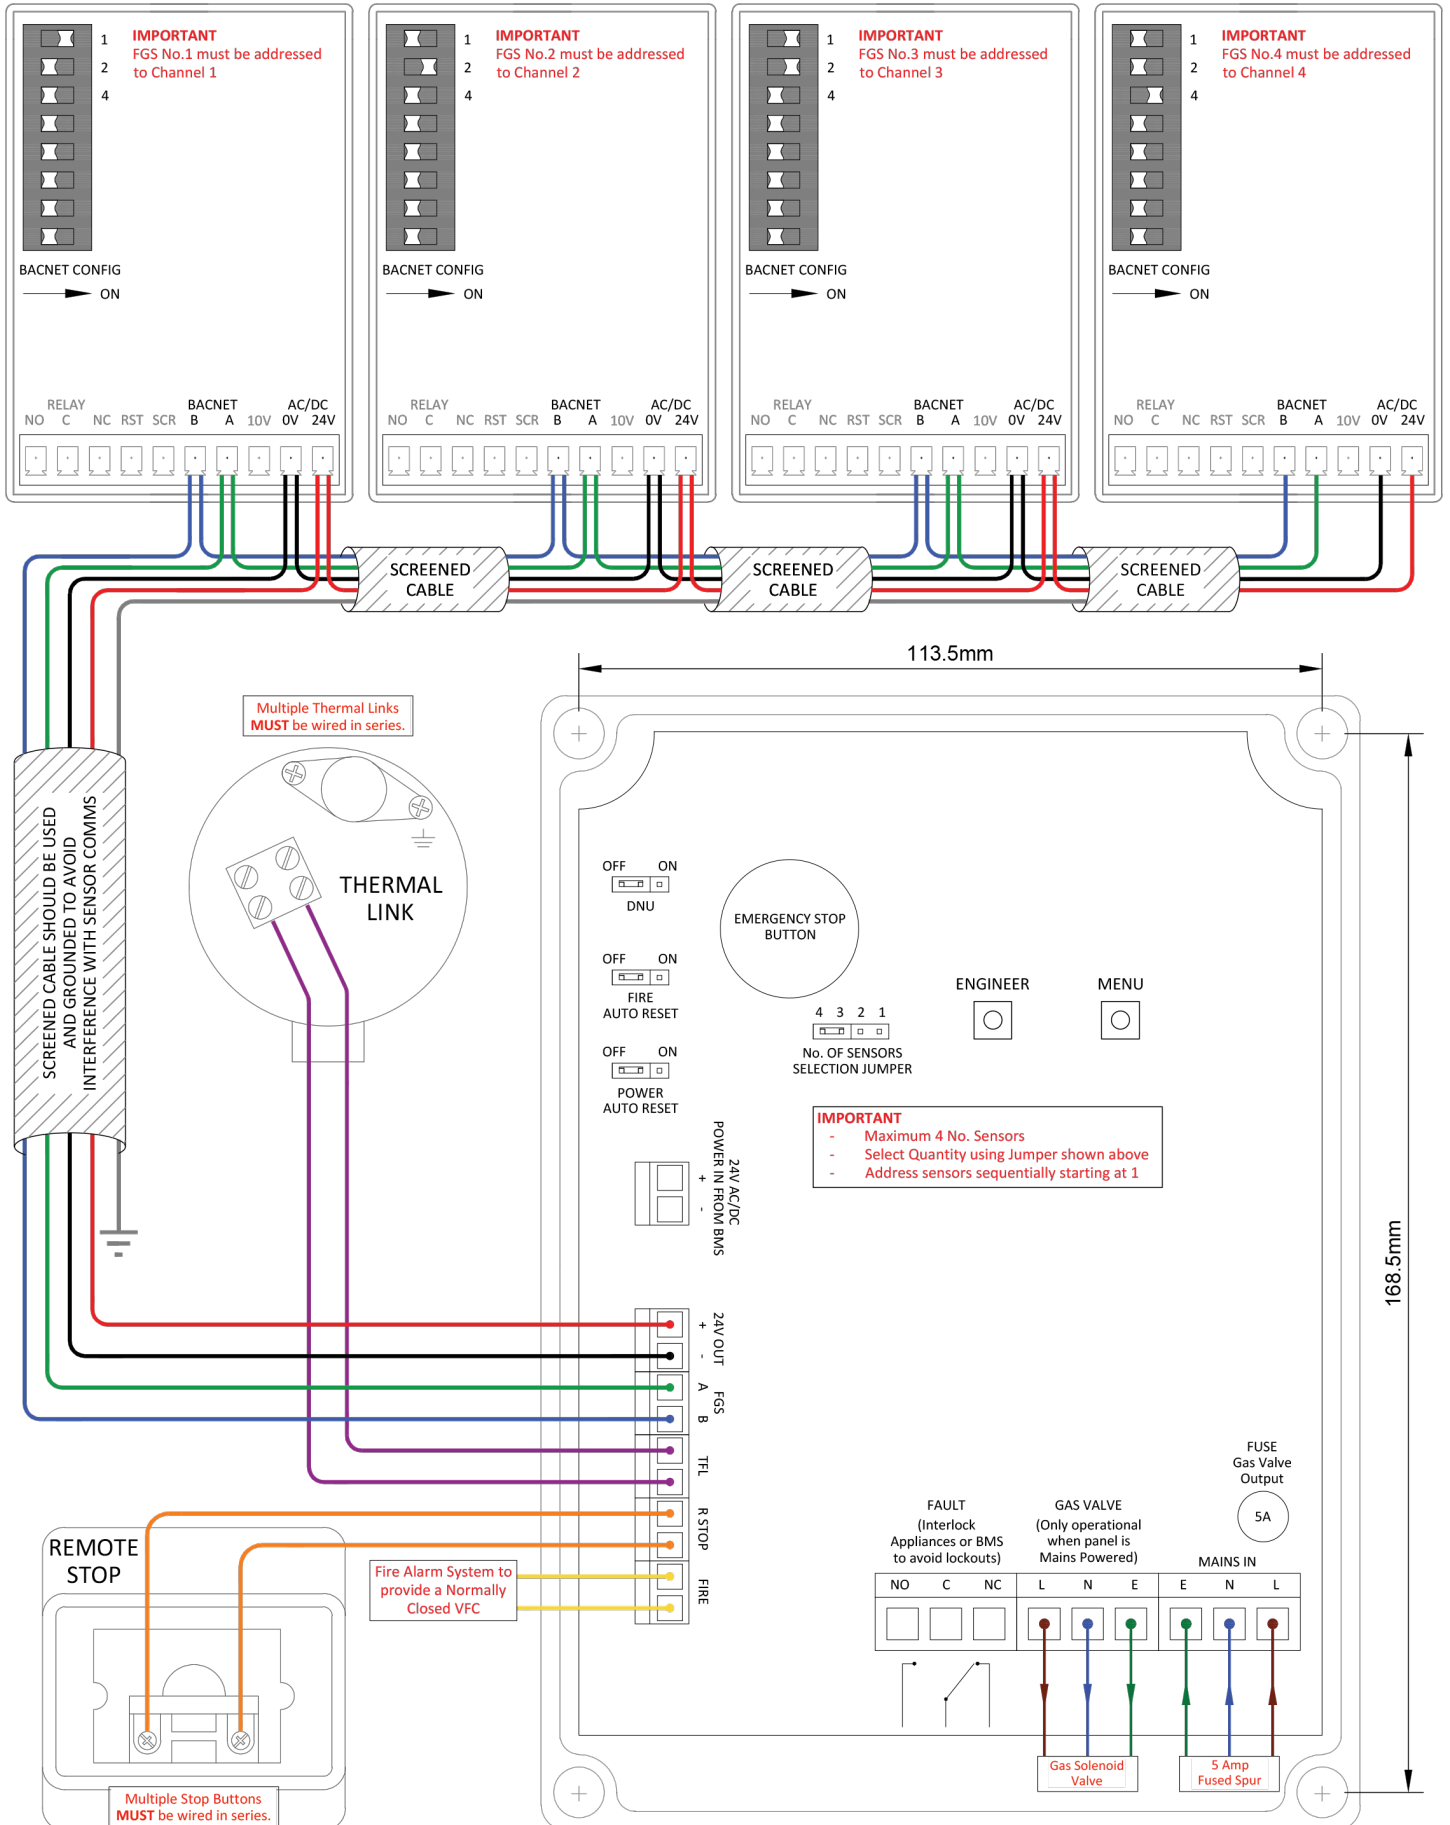 1
2
4
IMPORTANT
FGS No.1 must be addressed
to Channel 1
BACNET CONFIG
ON
RELAY
BACNET
AC/DC
NO C NC RST SCR B A 10V 0V 24V
1
2
4
IMPORTANT
FGS No.2 must be addressed
to Channel 2
BACNET CONFIG
ON
RELAY
BACNET
AC/DC
NO C NC RST SCR B A 10V 0V 24V
1
2
4
IMPORTANT
FGS No.3 must be addressed
to Channel 3
BACNET CONFIG
ON
RELAY
BACNET
AC/DC
NO C NC RST SCR B A 10V 0V 24V
1
2
4
IMPORTANT
FGS No.4 must be addressed
to Channel 4
BACNET CONFIG
ON
RELAY
BACNET
AC/DC
NO C NC RST SCR B A 10V 0V 24V
SCREENED
CABLE
SCREENED
CABLE
SCREENED
CABLE
113.5mm
168.5mm
Multiple Thermal Links
MUST be wired in series.
SCREENED CABLE SHOULD BE USED
AND GROUNDED TO AVOID
INTERFERENCE WITH SENSOR COMMS
THERMAL
LINK
OFF ON
DNU
OFF ON
FIRE
AUTO RESET
OFF ON
POWER
AUTO RESET
EMERGENCY STOP
BUTTON
4 3 2 1
No. OF SENSORS
SELECTION JUMPER
ENGINEER
MENU
IMPORTANT
- Maximum 4 No. Sensors
- Select Quantity using Jumper shown above
- Address sensors sequentially starting at 1
24V AC/DC
POWER IN FROM BMS
+
-
24V OUT
+
-
FGS
A
B
TFL
R STOP
FIRE
REMOTE
STOP
Fire Alarm System to
provide a Normally
Closed VFC
Multiple Stop Buttons
MUST be wired in series.
FUSE
Gas Valve
Output
5A
FAULT
(Interlock
Appliances or BMS
to avoid lockouts)
GAS VALVE
(Only operational
when panel is
Mains Powered)
MAINS IN
NO C NC L N E E N L
Gas Solenoid
Valve
5 Amp
Fused Spur